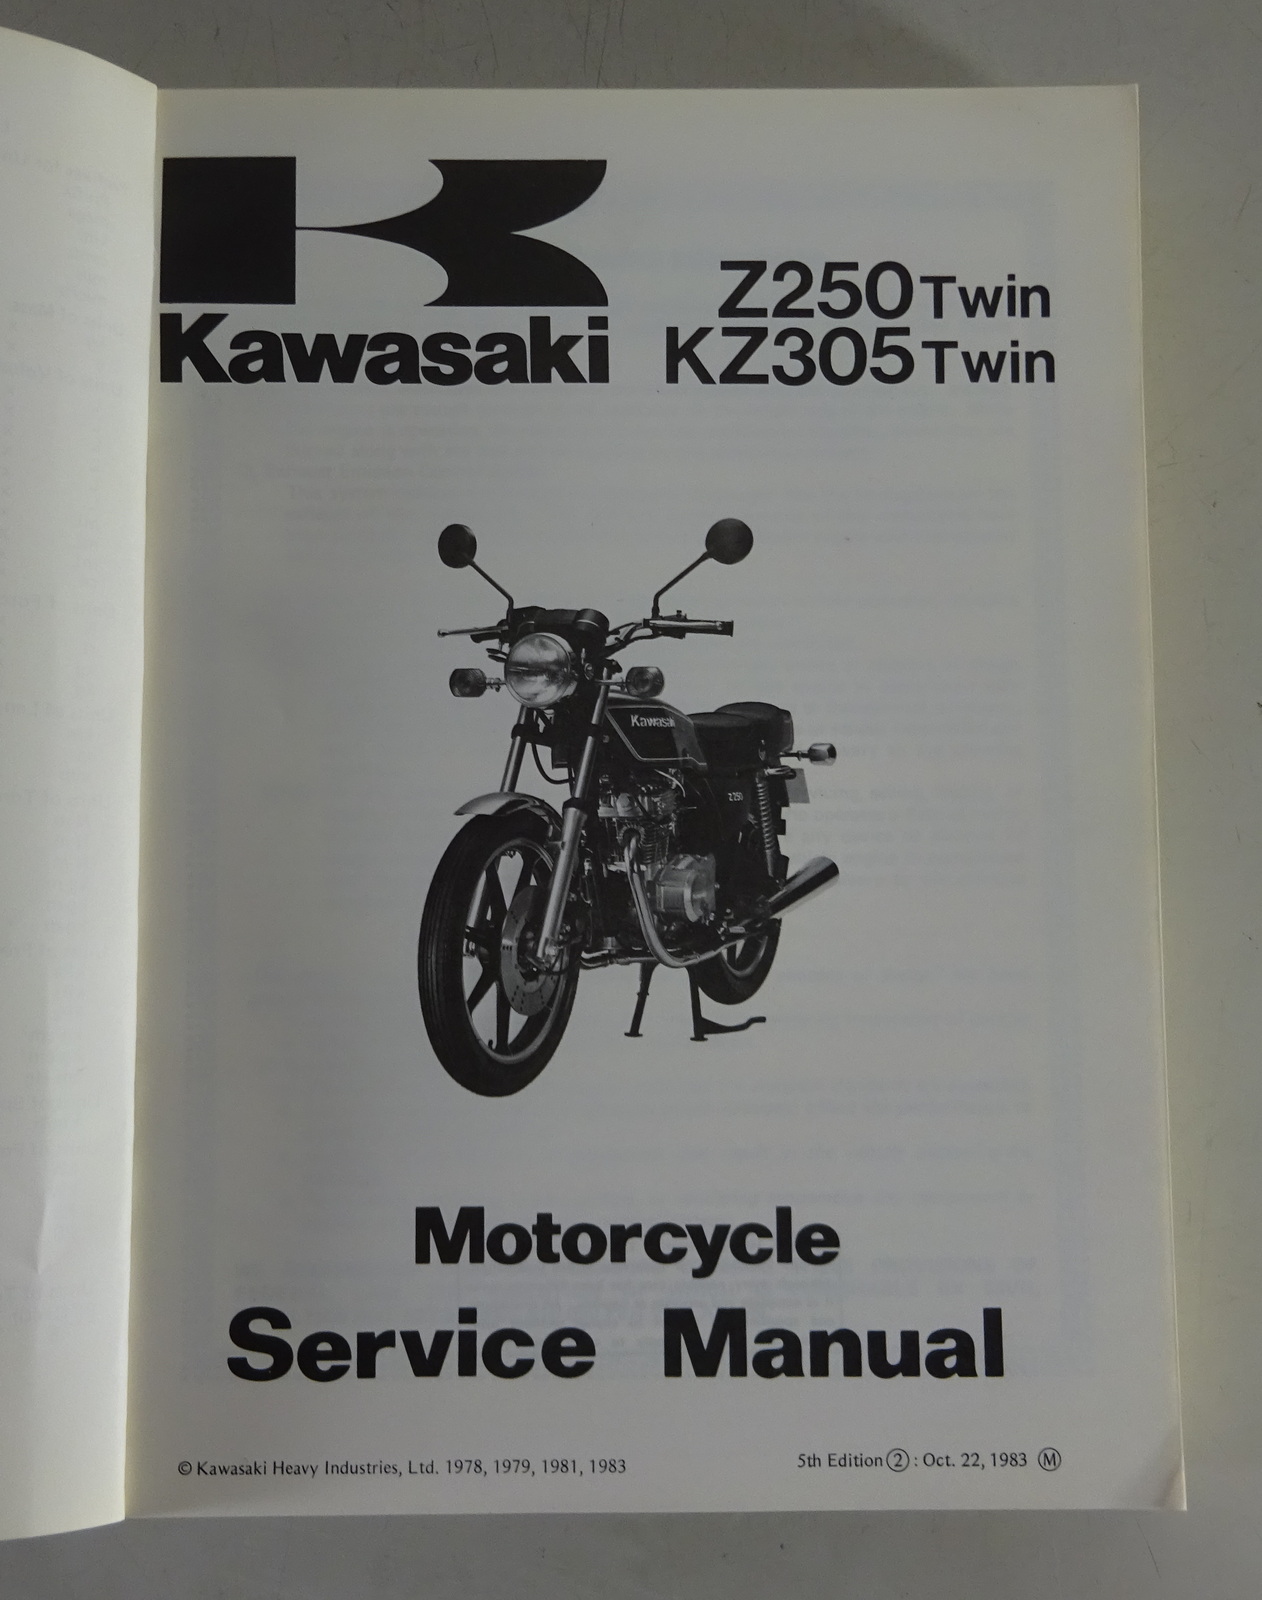 Kawasaki
Z250 Twin
KZ305 Twin
Kawasaki
Z250
Motorcycle
Service Manual
© Kawasaki Heavy Industries, Ltd. 1978, 1979, 1981, 1983
5th Edition ② : Oct. 22, 1983 Ⓜ